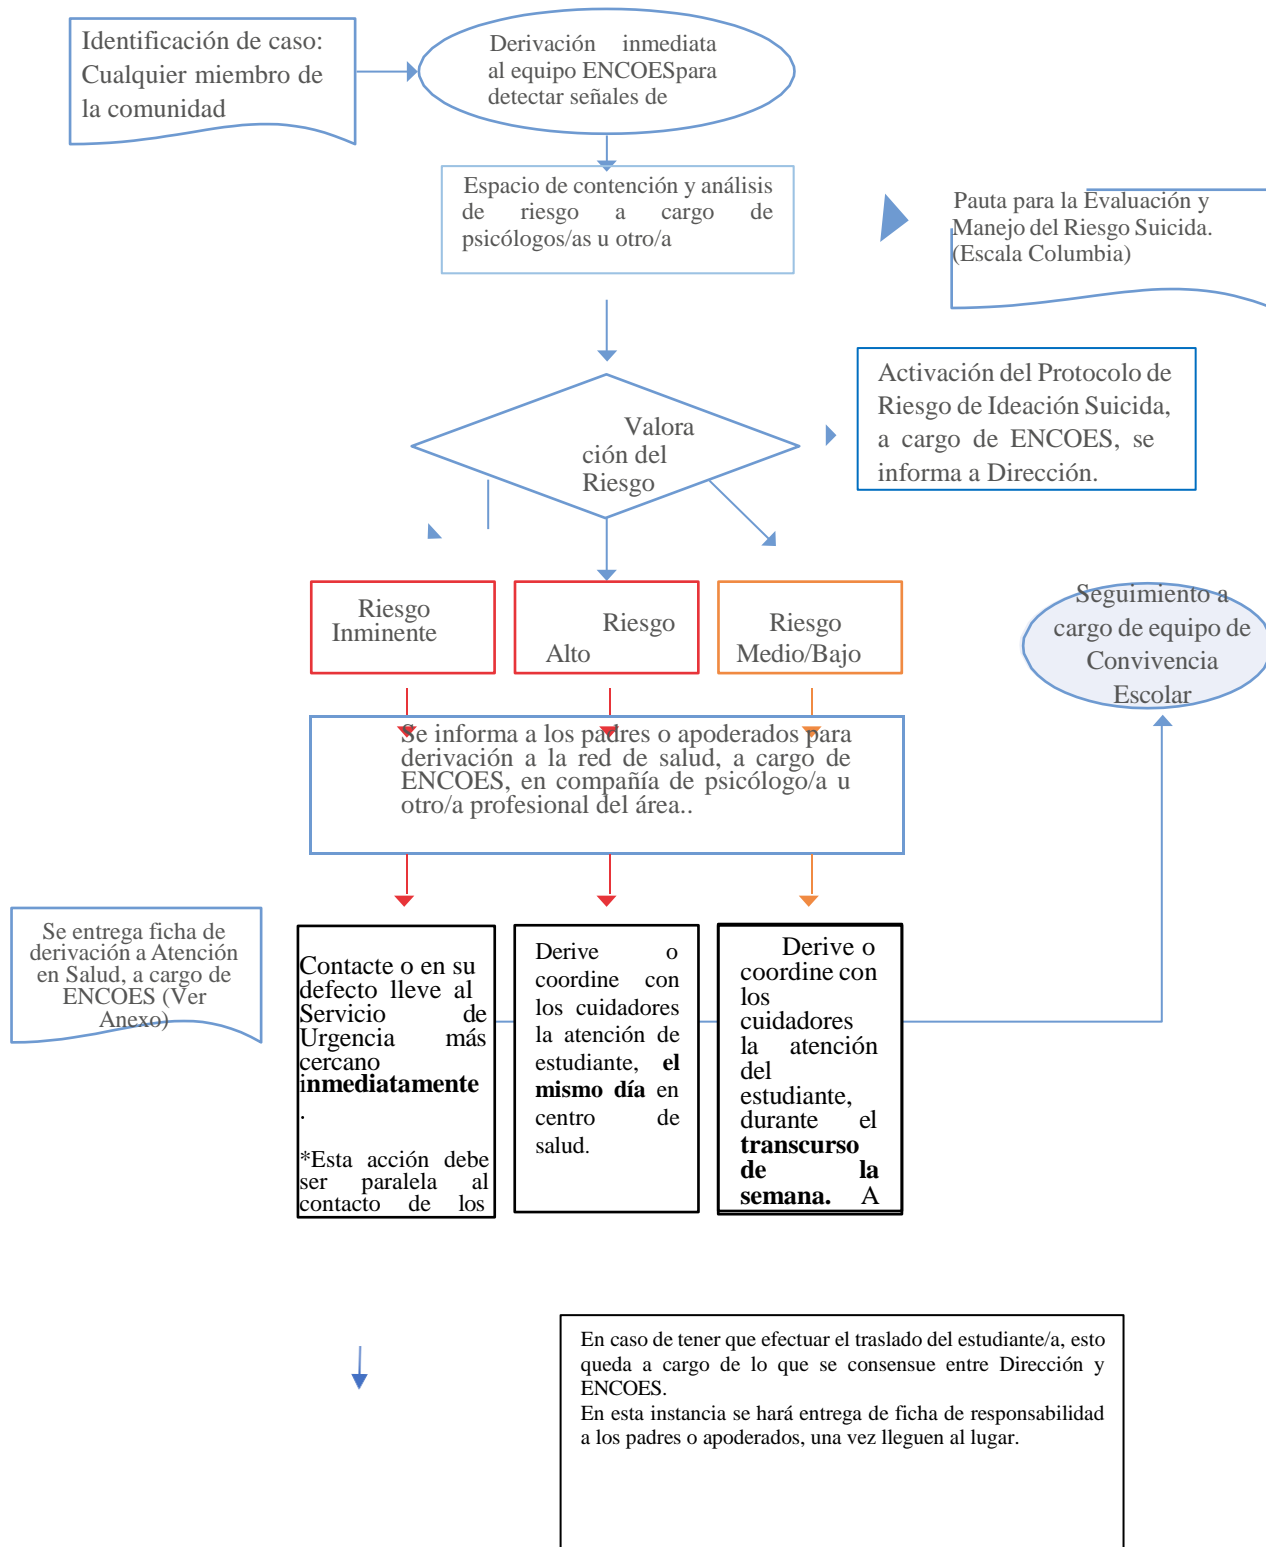 Identificación de caso:
Cualquier miembro de
la comunidad
Derivación inmediata
al equipo ENCOESpara
detectar señales de
Espacio de contención y análisis
de riesgo a cargo de
psicólogos/as u otro/a
Pauta para la Evaluación y
Manejo del Riesgo Suicida.
(Escala Columbia)
Valora
ción del
Riesgo
Activación del Protocolo de
Riesgo de Ideación Suicida,
a cargo de ENCOES, se
informa a Dirección.
Riesgo
Inminente
Riesgo
Alto
Riesgo
Medio/Bajo
Seguimiento a
cargo de equipo de
Convivencia
Escolar
Se informa a los padres o apoderados para
derivación a la red de salud, a cargo de
ENCOES, en compañía de psicólogo/a u
otro/a profesional del área..
Se entrega ficha de
derivación a Atención
en Salud, a cargo de
ENCOES (Ver
Anexo)
Contacte o en su
defecto lleve al
Servicio de
Urgencia más
cercano
inmediatamente
.
*Esta acción debe
ser paralela al
contacto de los
Derive o
coordine con
los cuidadores
la atención de
estudiante, el
mismo día en
centro de
salud.
Derive o
coordine con
los
cuidadores
la atención
del
estudiante,
durante el
transcurso
de la
semana. A
En caso de tener que efectuar el traslado del estudiante/a, esto
queda a cargo de lo que se consensue entre Dirección y
ENCOES.
En esta instancia se hará entrega de ficha de responsabilidad
a los padres o apoderados, una vez lleguen al lugar.